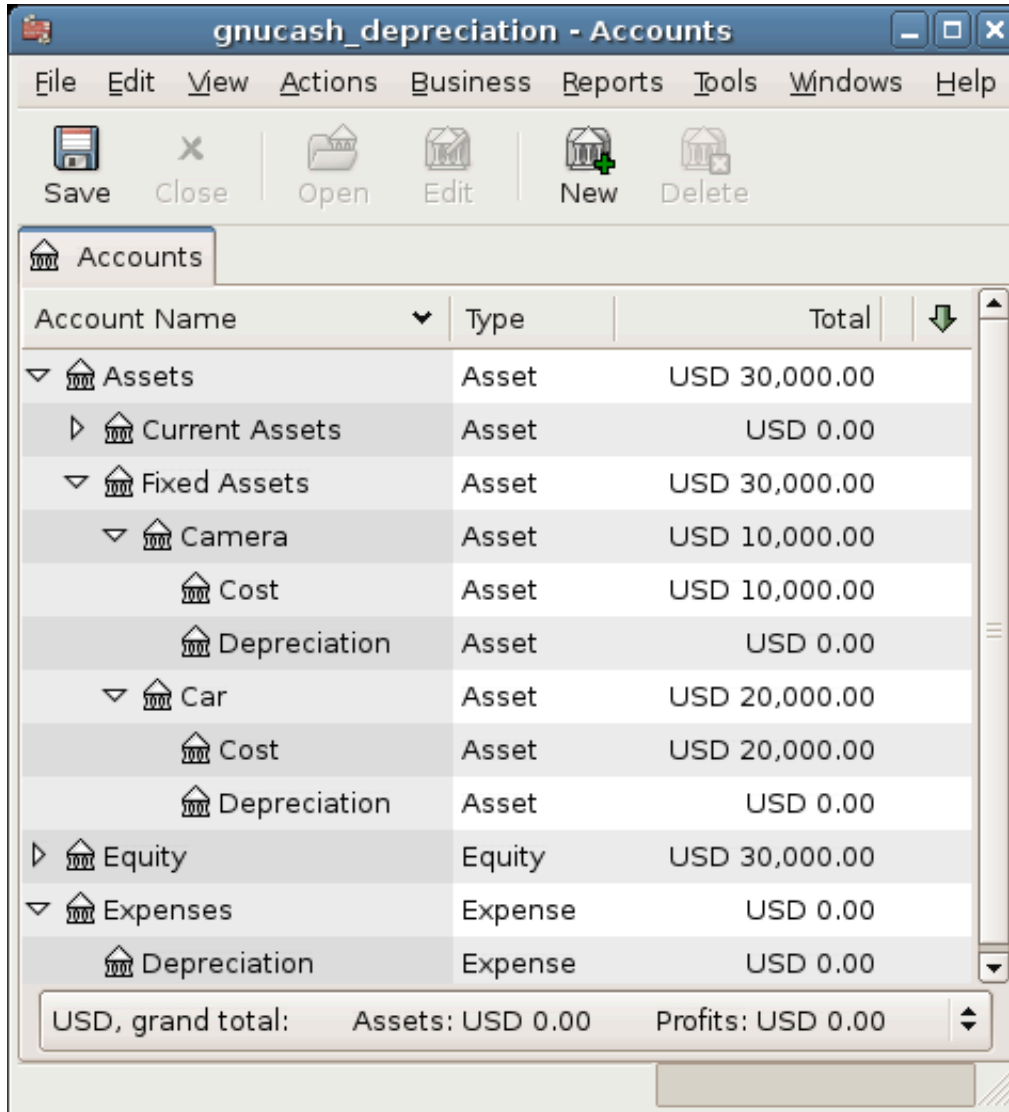 gnucash_depreciation - Accounts
File Edit View Actions Business Reports Tools Windows Help
Save Close Open Edit New Delete
Accounts
Account Name Type Total
Assets Asset USD 30,000.00
Current Assets Asset USD 0.00
Fixed Assets Asset USD 30,000.00
Camera Asset USD 10,000.00
Cost Asset USD 10,000.00
Depreciation Asset USD 0.00
Car Asset USD 20,000.00
Cost Asset USD 20,000.00
Depreciation Asset USD 0.00
Equity Equity USD 30,000.00
Expenses Expense USD 0.00
Depreciation Expense USD 0.00
USD, grand total: Assets: USD 0.00 Profits: USD 0.00